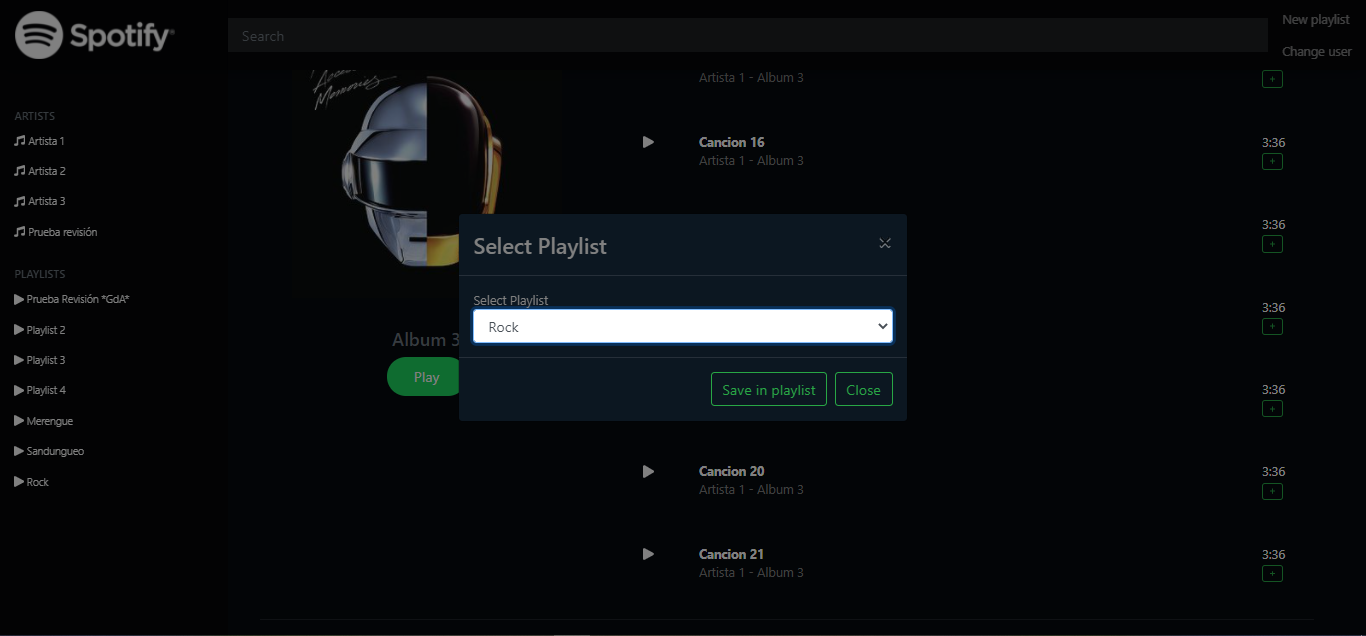 Spotify
Search
New playlist
Change user
ARTISTS
Artista 1
Artista 2
Artista 3
Prueba revisión
PLAYLISTS
Prueba Revisión *GdA*
Playlist 2
Playlist 3
Playlist 4
Merengue
Sandungueo
Rock
Memories
Album 3
Play
Artista 1 - Album 3
+
Cancion 16
3:36
Artista 1 - Album 3
+
3:36
+
3:36
+
3:36
+
Cancion 20
3:36
Artista 1 - Album 3
+
Cancion 21
3:36
Artista 1 - Album 3
+
Select Playlist
Select Playlist
Rock
Save in playlist
Close